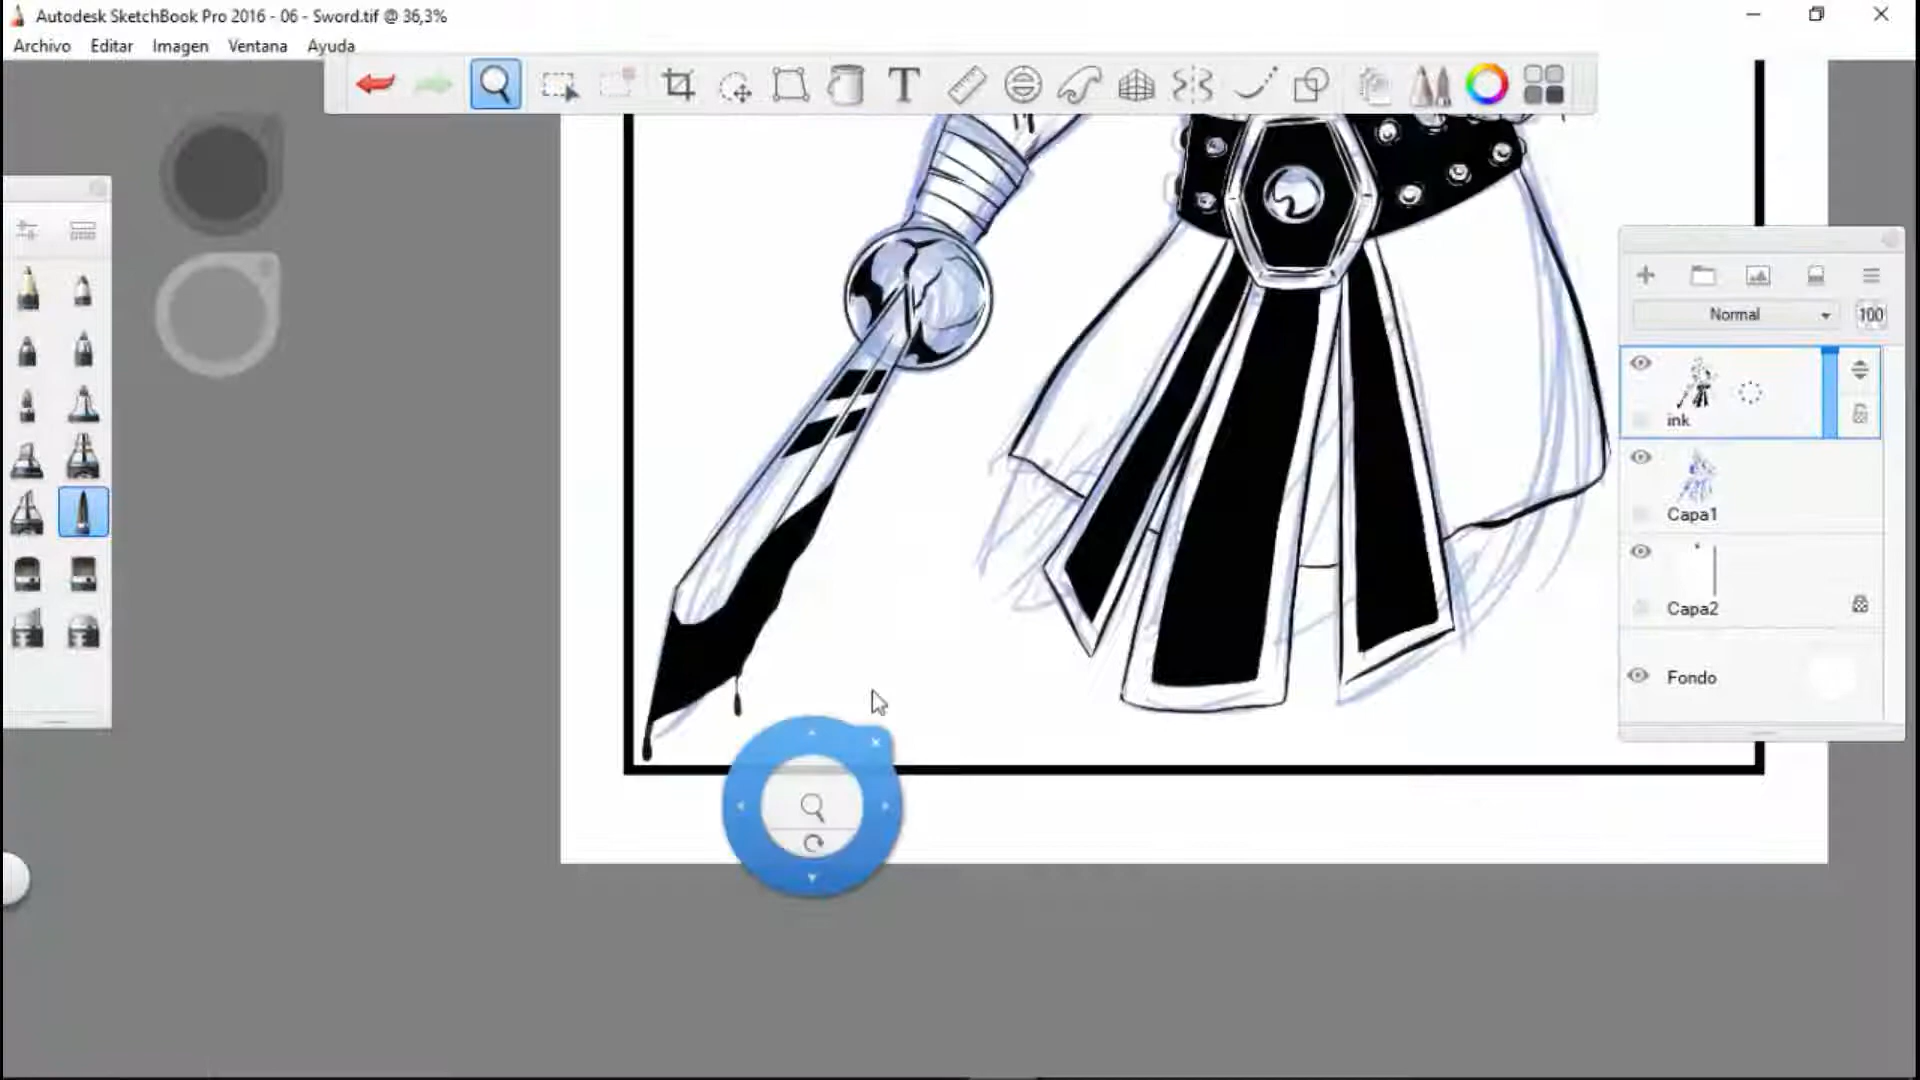 Autodesk SketchBook Pro 2016 - 06 - Sword.tif @ 36,3%
Archivo Editar Imagen Ventana Ayuda
T
Normal 100
ink
Capa1
Capa2
Fondo